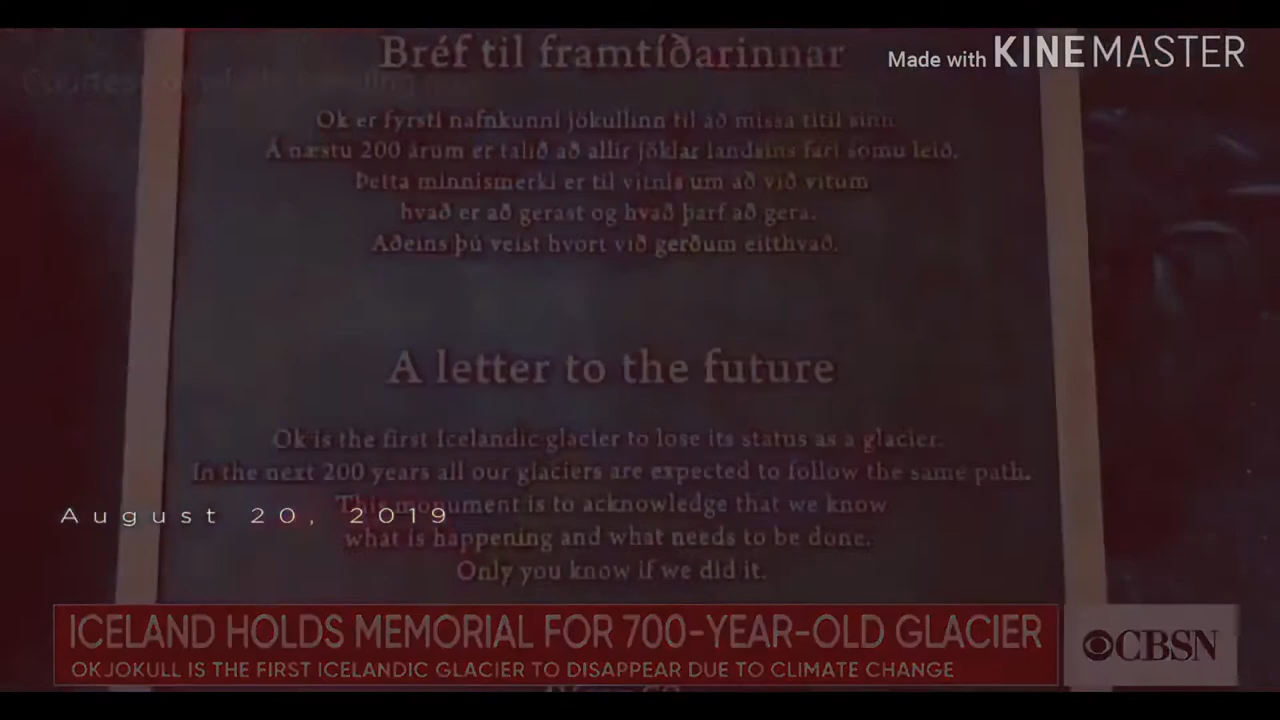 Made with KINEMASTER
Bréf til framtíðarinnar
Ok er fyrsti nafnkunni jökullinn til að missa titil sinn.
Á næstu 200 árum er talið að allir jöklar landsins fari sömu leið.
Þetta minnismerki er til vitnis um að við vitum
hvað er að gerast og hvað þarf að gera.
Aðeins þú veist hvort við gerðum eitthvað.
A letter to the future
Ok is the first Icelandic glacier to lose its status as a glacier.
In the next 200 years all our glaciers are expected to follow the same path.
This monument is to acknowledge that we know
August 20, 2019
what is happening and what needs to be done.
Only you know if we did it.
ICELAND HOLDS MEMORIAL FOR 700-YEAR-OLD GLACIER
OKJOKULL IS THE FIRST ICELANDIC GLACIER TO DISAPPEAR DUE TO CLIMATE CHANGE
CBSN